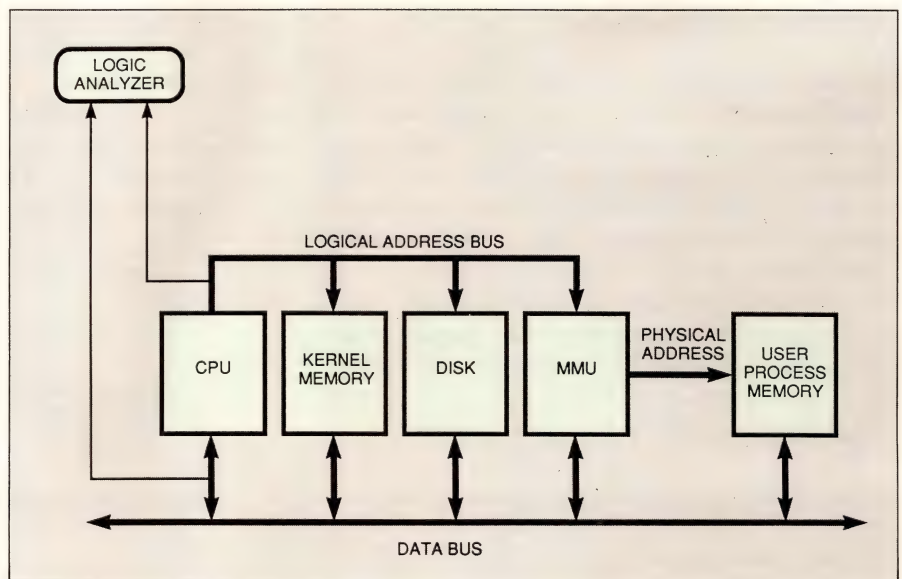 LOGIC
ANALYZER
LOGICAL ADDRESS BUS
CPU
KERNEL
MEMORY
DISK
MMU
PHYSICAL
ADDRESS
USER
PROCESS
MEMORY
DATA BUS